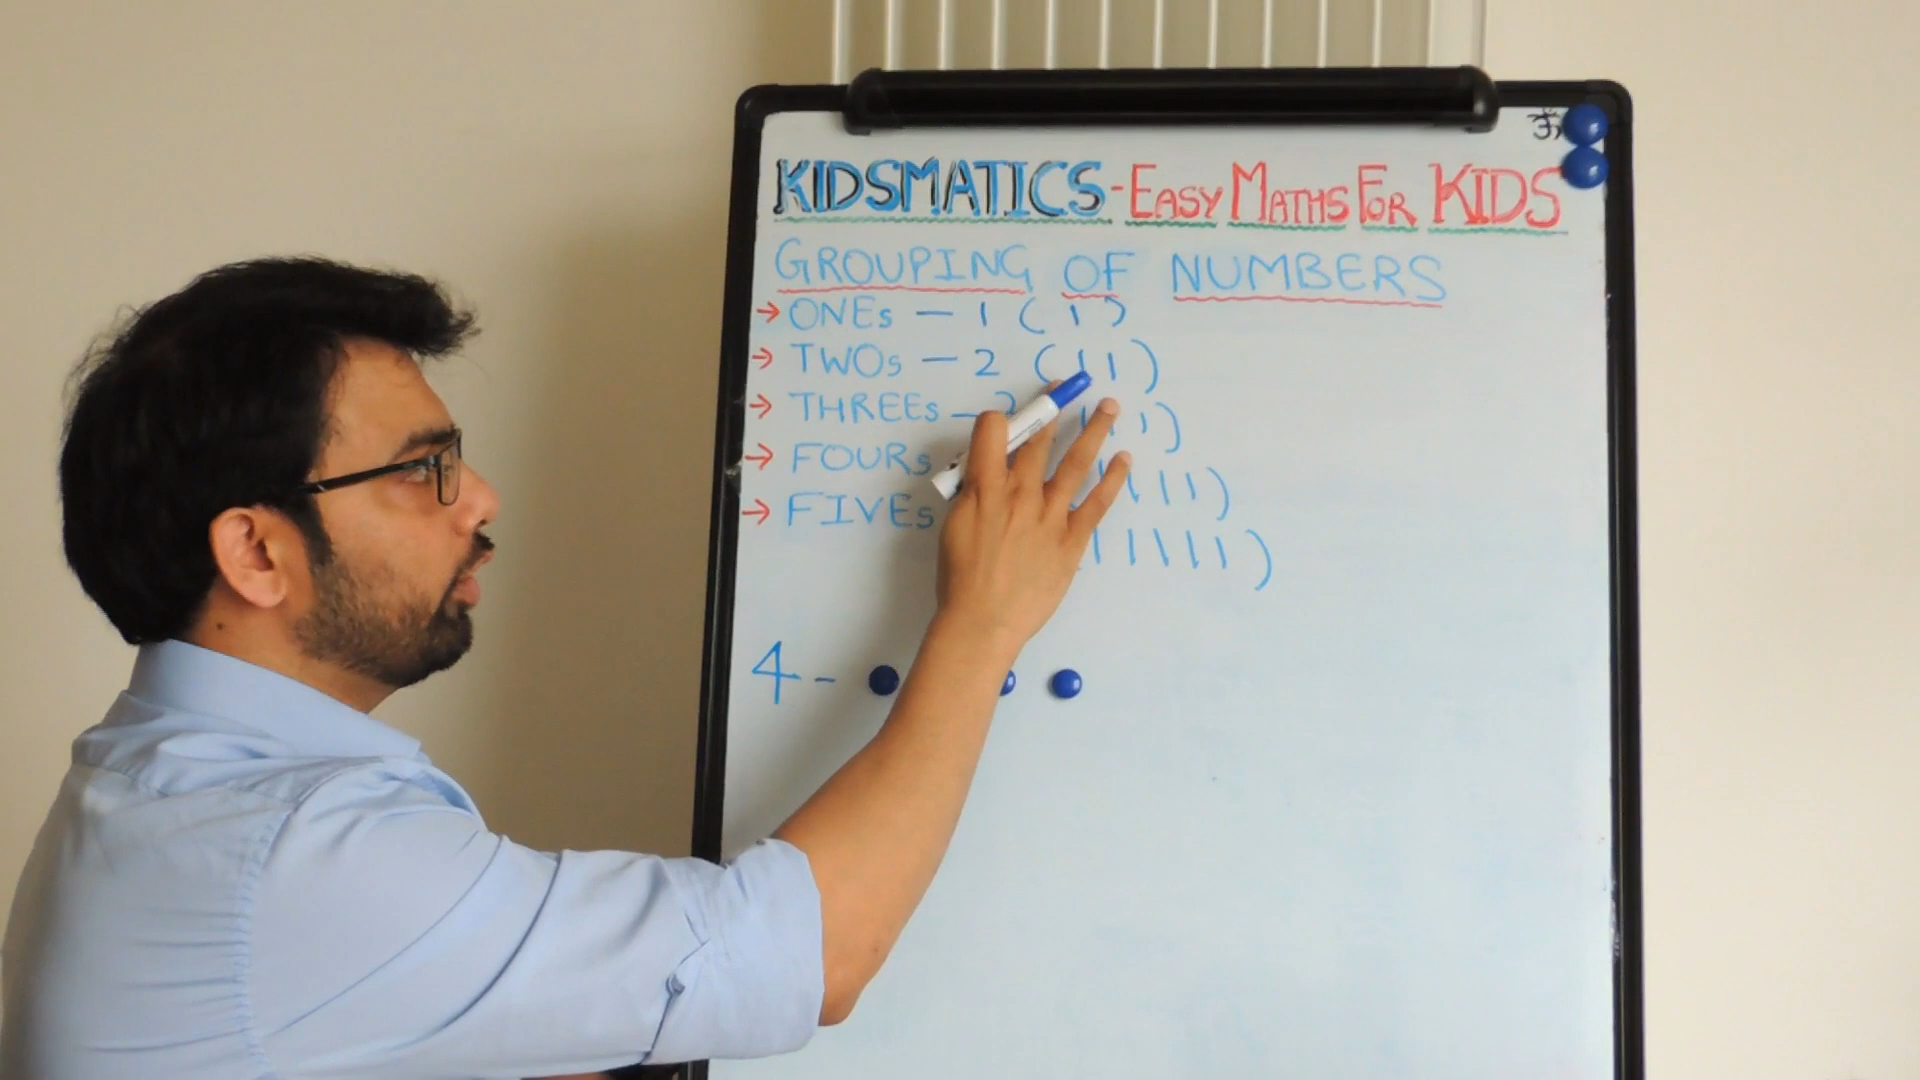 ॐ
KIDSMATICS - EASY MATHS FOR KIDS
GROUPING OF NUMBERS
→ ONEs — 1 ( 1 )
→ TWOs — 2 ( 1 1 )
→ THREEs —
→ FOURs
→ FIVEs
4 -